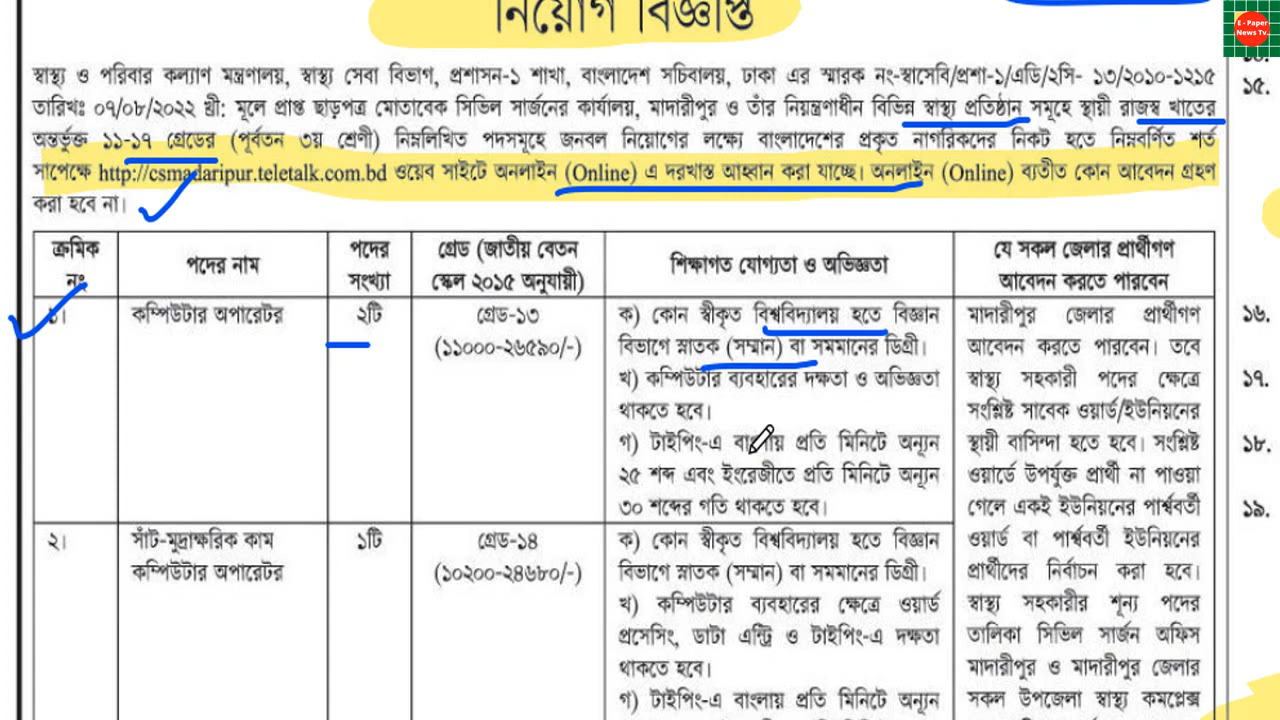 নিয়োগ বিজ্ঞপ্তি
E - Paper
News Tv.
স্বাস্থ্য ও পরিবার কল্যাণ মন্ত্রণালয়, স্বাস্থ্য সেবা বিভাগ, প্রশাসন-১ শাখা, বাংলাদেশ সচিবালয়, ঢাকা এর স্মারক নং-স্বাসেবি/প্রশা-১/এডি/২সি- ১৩/২০১০-১২১৫
তারিখঃ ০৭/০৮/২০২২ খ্রী: মূলে প্রাপ্ত ছাড়পত্র মোতাবেক সিভিল সার্জনের কার্যালয়, মাদারীপুর ও তাঁর নিয়ন্ত্রণাধীন বিভিন্ন স্বাস্থ্য প্রতিষ্ঠান সমূহে স্থায়ী রাজস্ব খাতের
অন্তর্ভুক্ত ১১-১৭ গ্রেডের (পূর্বতন ৩য় শ্রেণী) নিম্নলিখিত পদসমূহে জনবল নিয়োগের লক্ষ্যে বাংলাদেশের প্রকৃত নাগরিকদের নিকট হতে নিম্নবর্ণিত শর্ত
সাপেক্ষে http://csmadaripur.teletalk.com.bd ওয়েব সাইটে অনলাইন (Online) এ দরখাস্ত আহ্বান করা যাচ্ছে। অনলাইন (Online) ব্যতীত কোন আবেদন গ্রহণ
করা হবে না।
ক্রমিক নং
পদের নাম
পদের সংখ্যা
গ্রেড (জাতীয় বেতন
স্কেল ২০১৫ অনুযায়ী)
শিক্ষাগত যোগ্যতা ও অভিজ্ঞতা
যে সকল জেলার প্রার্থীগণ
আবেদন করতে পারবেন
১।
কম্পিউটার অপারেটর
২টি
গ্রেড-১৩
(১১০০০-২৬৫৯০/-)
ক) কোন স্বীকৃত বিশ্ববিদ্যালয় হতে বিজ্ঞান
বিভাগে স্নাতক (সম্মান) বা সমমানের ডিগ্রী।
খ) কম্পিউটার ব্যবহারের দক্ষতা ও অভিজ্ঞতা
থাকতে হবে।
গ) টাইপিং-এ বাংলায় প্রতি মিনিটে অন্যূন
২৫ শব্দ এবং ইংরেজীতে প্রতি মিনিটে অন্যূন
৩০ শব্দের গতি থাকতে হবে।
২।
সাঁট-মুদ্রাক্ষরিক কাম
কম্পিউটার অপারেটর
১টি
গ্রেড-১৪
(১০২০০-২৪৬৮০/-)
ক) কোন স্বীকৃত বিশ্ববিদ্যালয় হতে বিজ্ঞান
বিভাগে স্নাতক (সম্মান) বা সমমানের ডিগ্রী।
খ) কম্পিউটার ব্যবহারের ক্ষেত্রে ওয়ার্ড
প্রসেসিং, ডাটা এন্ট্রি ও টাইপিং-এ দক্ষতা
থাকতে হবে।
গ) টাইপিং-এ বাংলায় প্রতি মিনিটে অন্যূন
মাদারীপুর জেলার প্রার্থীগণ
আবেদন করতে পারবেন। তবে
স্বাস্থ্য সহকারী পদের ক্ষেত্রে
সংশ্লিষ্ট সাবেক ওয়ার্ড/ইউনিয়নের
স্থায়ী বাসিন্দা হতে হবে। সংশ্লিষ্ট
ওয়ার্ডে উপর্যুক্ত প্রার্থী না পাওয়া
গেলে একই ইউনিয়নের পার্শ্ববর্তী
ওয়ার্ড বা পার্শ্ববর্তী ইউনিয়নের
প্রার্থীদের নির্বাচন করা হবে।
স্বাস্থ্য সহকারীর শূন্য পদের
তালিকা সিভিল সার্জন অফিস
মাদারীপুর ও মাদারীপুর জেলার
সকল উপজেলা স্বাস্থ্য কমপ্লেক্স
১৫.
১৬.
১৭.
১৮.
১৯.